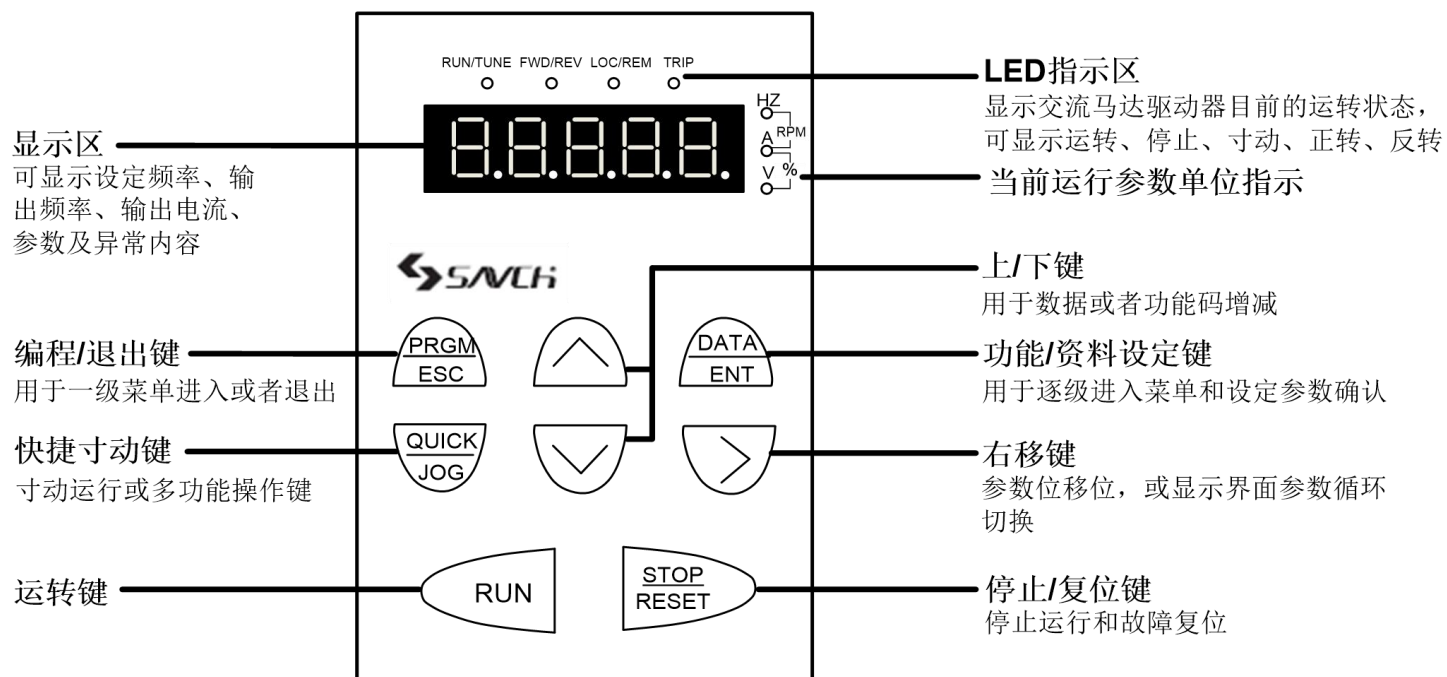 RUN/TUNE FWD/REV LOC/REM TRIP
HZ
A
RPM
V
%
8.8.8.8.8.
显示区
可显示设定频率、输
出频率、输出电流、
参数及异常内容
LED指示区
显示交流马达驱动器目前的运转状态，
可显示运转、停止、寸动、正转、反转
当前运行参数单位指示
SAVCH
上/下键
用于数据或者功能码增减
编程/退出键
用于一级菜单进入或者退出
PRGM
ESC
DATA
ENT
功能/资料设定键
用于逐级进入菜单和设定参数确认
快捷寸动键
寸动运行或多功能操作键
QUICK
JOG
右移键
参数位移位，或显示界面参数循环
切换
运转键
RUN
STOP
RESET
停止/复位键
停止运行和故障复位